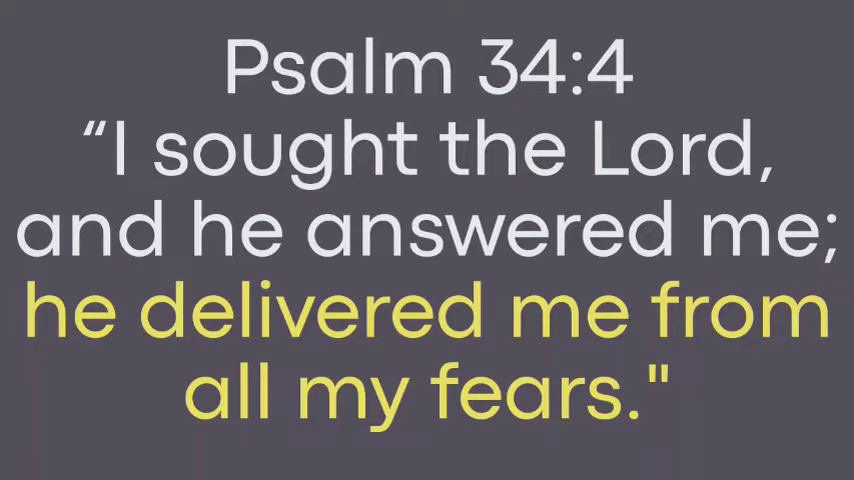 Psalm 34:4
“I sought the Lord,
and he answered me;
he delivered me from
all my fears."